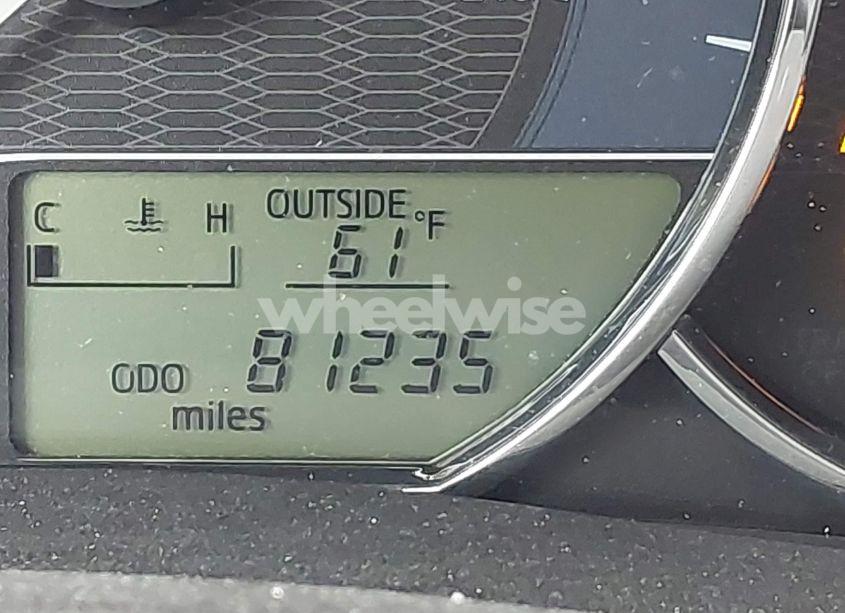 C H OUTSIDE °F
61
wheelwise
ODO 81235
miles